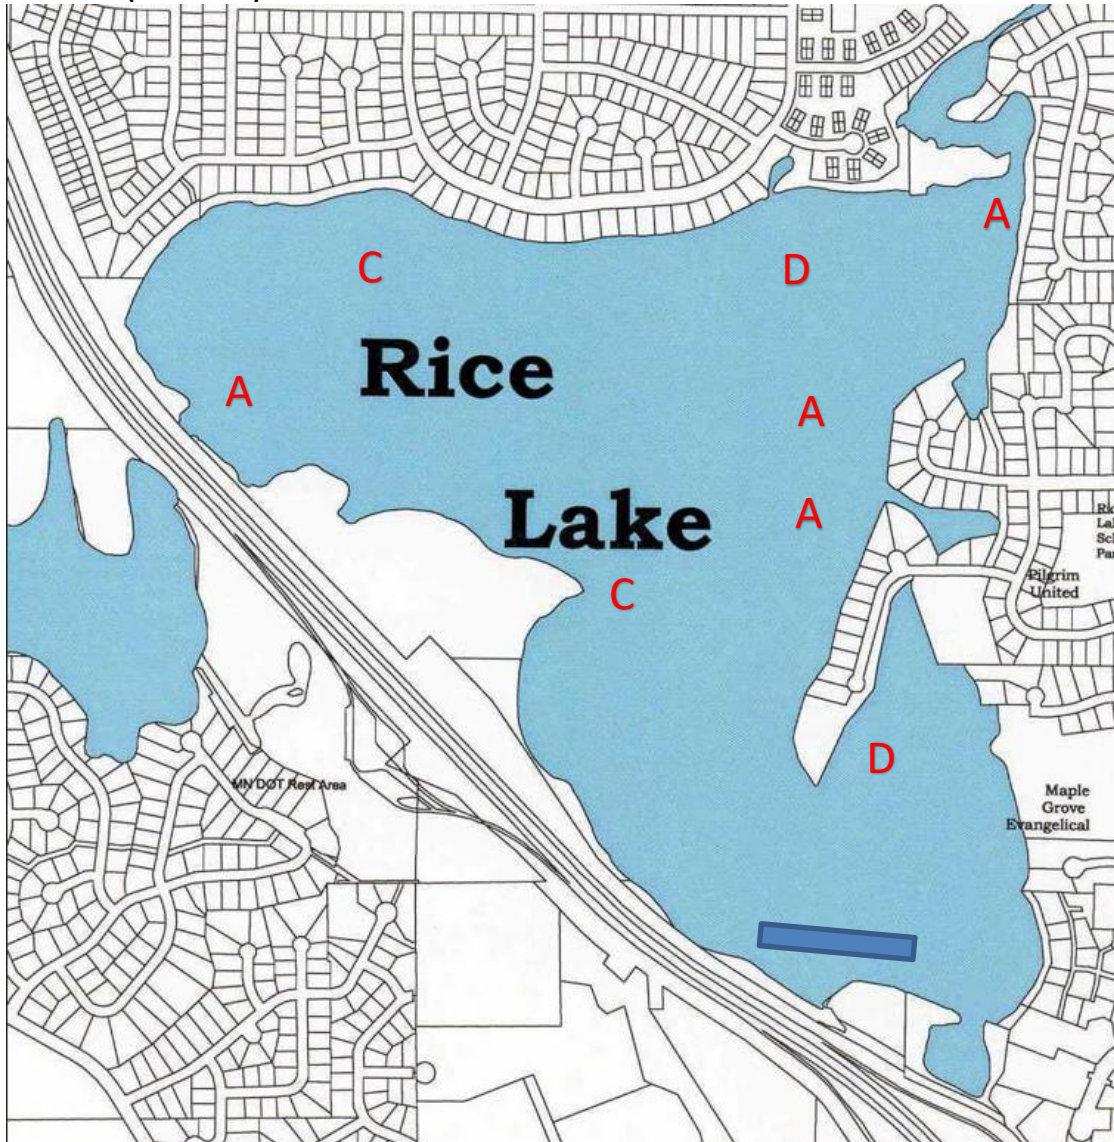 A
C
D
Rice
A
A
Lake
A
C
Pilgrim
United
D
MN DOT Rest Area
Maple
Grove
Evangelical